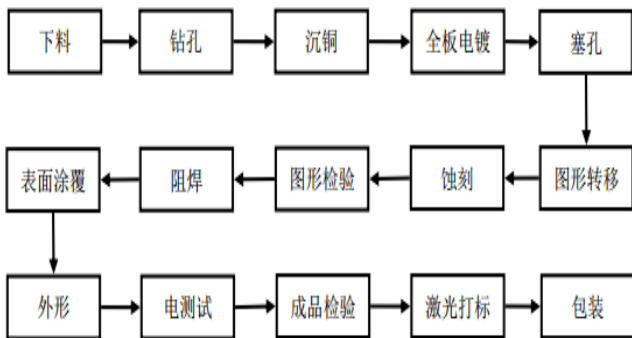 下料
钻孔
沉铜
全板电镀
塞孔
图形转移
蚀刻
图形检验
阻焊
表面涂覆
外形
电测试
成品检验
激光打标
包装